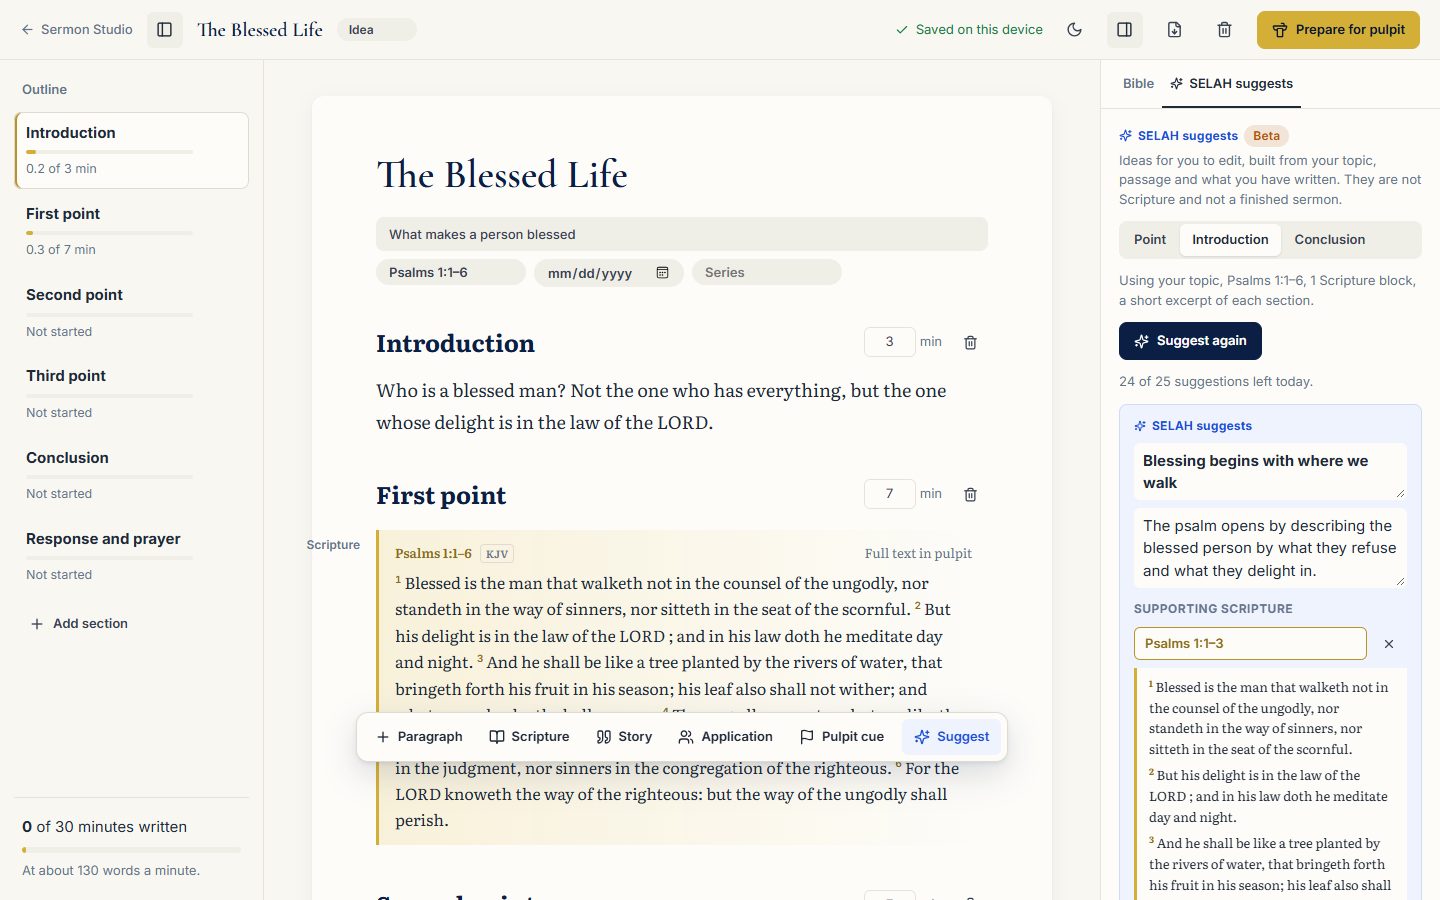 Sermon Studio
The Blessed Life
Idea
Saved on this device
Prepare for pulpit
Outline
Introduction
0.2 of 3 min
First point
0.3 of 7 min
Second point
Not started
Third point
Not started
Conclusion
Not started
Response and prayer
Not started
Add section
0 of 30 minutes written
At about 130 words a minute.
The Blessed Life
What makes a person blessed
Psalms 1:1–6
mm/dd/yyyy
Series
Introduction
3 min
Who is a blessed man? Not the one who has everything, but the one
whose delight is in the law of the LORD.
First point
7 min
Scripture
Psalms 1:1–6 KJV
Full text in pulpit
1 Blessed is the man that walketh not in the counsel of the ungodly, nor
standeth in the way of sinners, nor sitteth in the seat of the scornful. 2 But
his delight is in the law of the LORD ; and in his law doth he meditate day
and night. 3 And he shall be like a tree planted by the rivers of water, that
bringeth forth his fruit in his season; his leaf also shall not wither; and
Paragraph
Scripture
Story
Application
Pulpit cue
Suggest
in the judgment, nor sinners in the congregation of the righteous. 6 For the
LORD knoweth the way of the righteous: but the way of the ungodly shall
perish.
Bible
SELAH suggests
SELAH suggests Beta
Ideas for you to edit, built from your topic,
passage and what you have written. They are not
Scripture and not a finished sermon.
Point
Introduction
Conclusion
Using your topic, Psalms 1:1–6, 1 Scripture block,
a short excerpt of each section.
Suggest again
24 of 25 suggestions left today.
SELAH suggests
Blessing begins with where we
walk
The psalm opens by describing the
blessed person by what they refuse
and what they delight in.
SUPPORTING SCRIPTURE
Psalms 1:1–3
1 Blessed is the man that walketh not in
the counsel of the ungodly, nor
standeth in the way of sinners, nor
sitteth in the seat of the scornful.
2 But his delight is in the law of the
LORD ; and in his law doth he meditate
day and night.
3 And he shall be like a tree planted by
the rivers of water, that bringeth forth
his fruit in his season; his leaf also shall